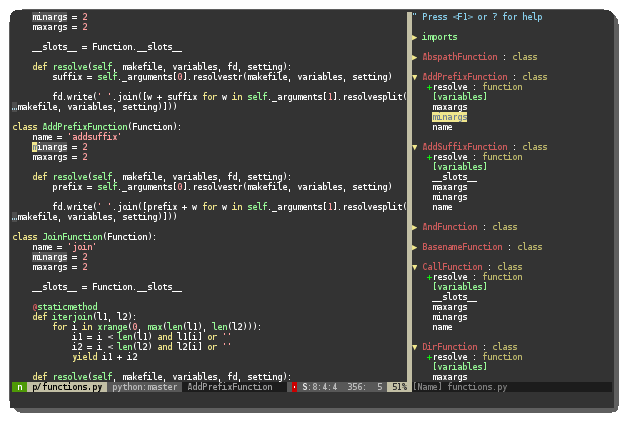 minargs = 2
maxargs = 2
__slots__ = Function.__slots__
def resolve(self, makefile, variables, fd, setting):
suffix = self._arguments[0].resolvestr(makefile, variables, setting)
fd.write(' '.join([w + suffix for w in self._arguments[1].resolvesplit(
…makefile, variables, setting)]))
class AddPrefixFunction(Function):
name = 'addsuffix'
minargs = 2
maxargs = 2
def resolve(self, makefile, variables, fd, setting):
prefix = self._arguments[0].resolvestr(makefile, variables, setting)
fd.write(' '.join([prefix + w for w in self._arguments[1].resolvesplit(
…makefile, variables, setting)]))
class JoinFunction(Function):
name = 'join'
minargs = 2
maxargs = 2
__slots__ = Function.__slots__
@staticmethod
def iterjoin(l1, l2):
for i in xrange(0, max(len(l1), len(l2))):
i1 = i < len(l1) and l1[i] or ''
i2 = i < len(l2) and l2[i] or ''
yield i1 + i2
def resolve(self, makefile, variables, fd, setting):
n p/functions.py python:master AddPrefixFunction S:8:4:4 356: 5 51%
" Press <F1> or ? for help
▶ imports
▶ AbspathFunction : class
▼ AddPrefixFunction : class
+resolve : function
[variables]
maxargs
minargs
name
▼ AddSuffixFunction : class
+resolve : function
[variables]
__slots__
maxargs
minargs
name
▶ AndFunction : class
▶ BasenameFunction : class
▼ CallFunction : class
+resolve : function
[variables]
__slots__
maxargs
minargs
name
▼ DirFunction : class
+resolve : function
[variables]
maxargs
[Name] functions.py